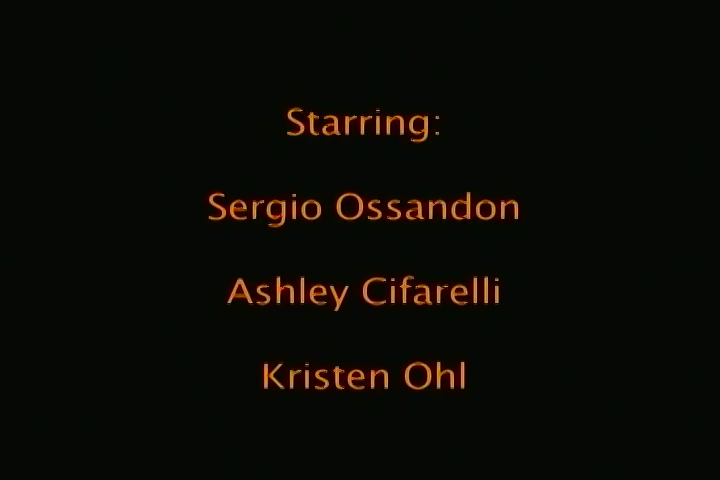 Starring:
Sergio Ossandon
Ashley Cifarelli
Kristen Ohl